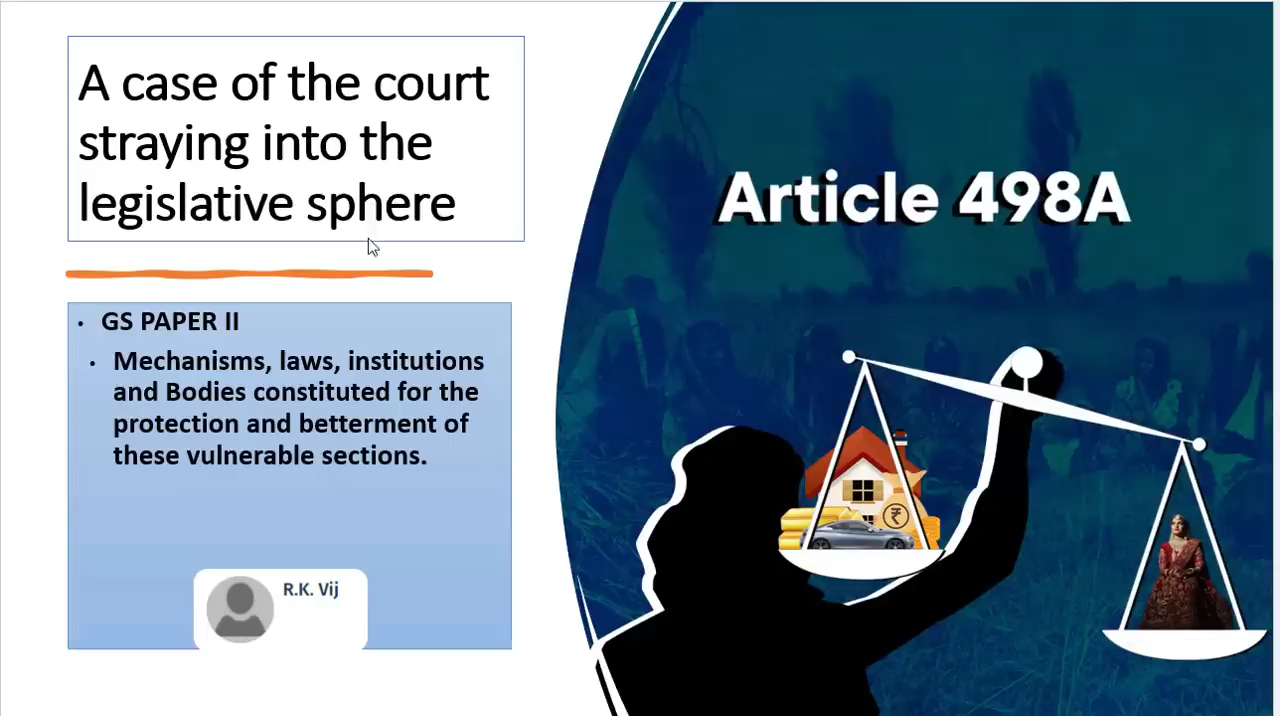 A case of the court
straying into the
legislative sphere
Article 498A
• GS PAPER II
• Mechanisms, laws, institutions
and Bodies constituted for the
protection and betterment of
these vulnerable sections.
₹
R.K. Vij